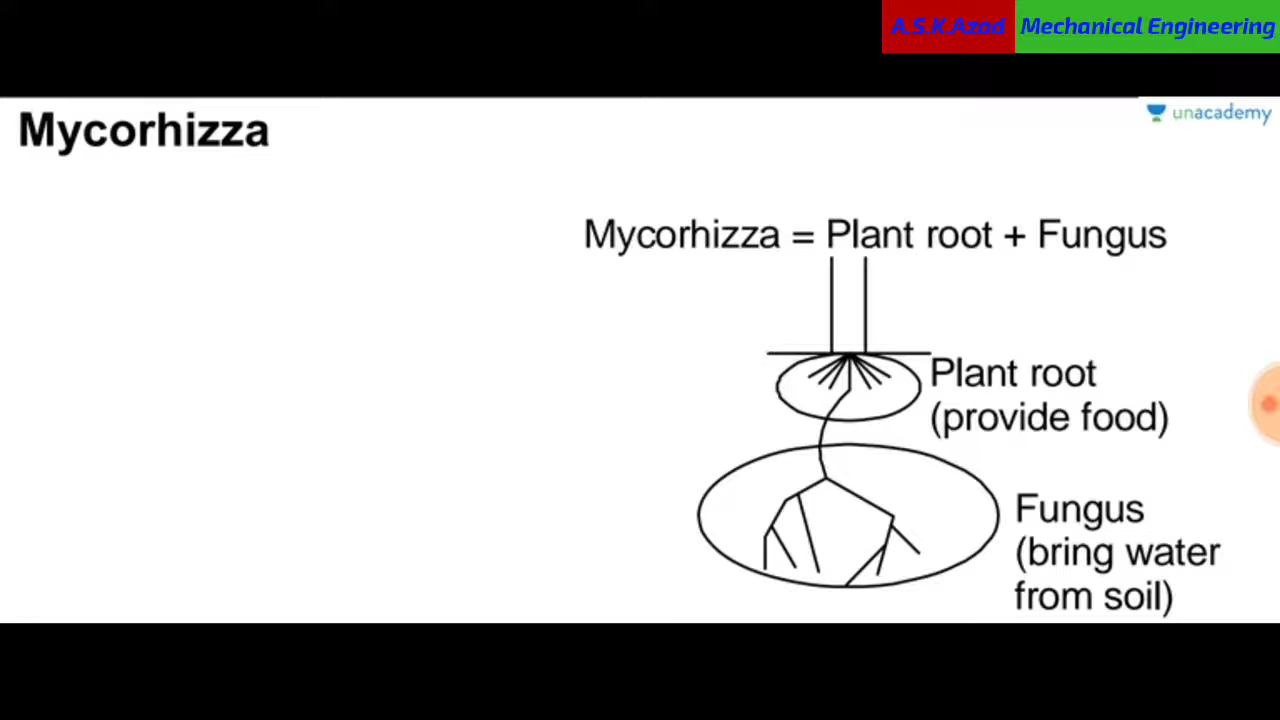 A.S.K.Azad Mechanical Engineering
unacademy
Mycorhizza
Mycorhizza = Plant root + Fungus
Plant root
(provide food)
Fungus
(bring water
from soil)